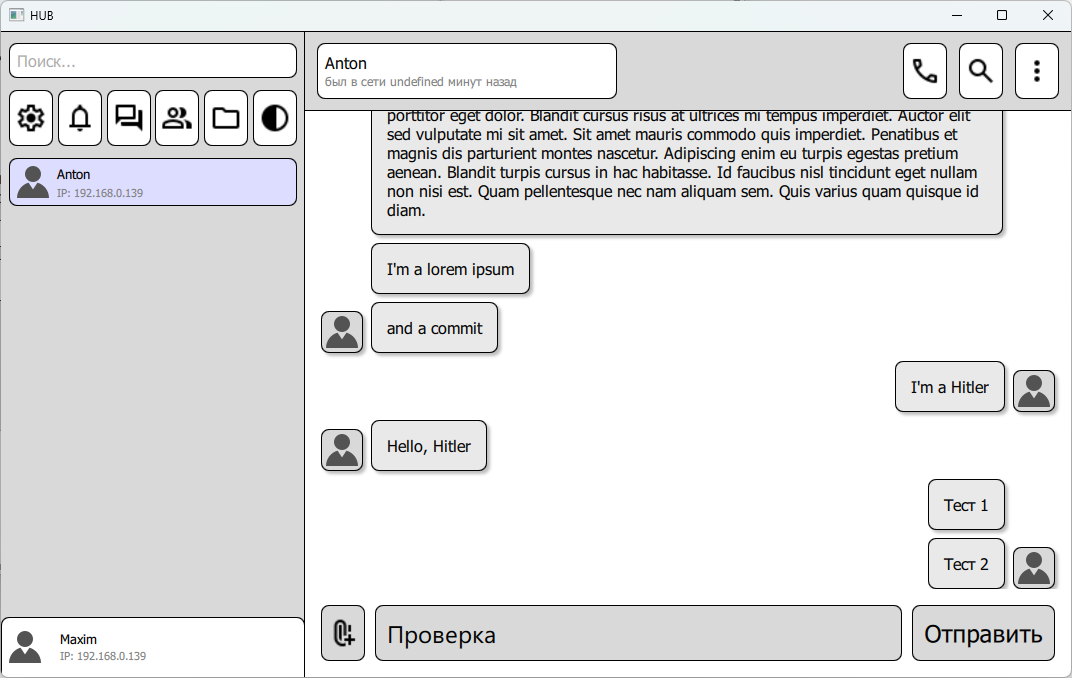 HUB
Поиск...
Anton
IP: 192.168.0.139
Maxim
IP: 192.168.0.139
Anton
был в сети undefined минут назад
porttitor eget dolor. Blandit cursus risus at ultrices mi tempus imperdiet. Auctor elit
sed vulputate mi sit amet. Sit amet mauris commodo quis imperdiet. Penatibus et
magnis dis parturient montes nascetur. Adipiscing enim eu turpis egestas pretium
aenean. Blandit turpis cursus in hac habitasse. Id faucibus nisl tincidunt eget nullam
non nisi est. Quam pellentesque nec nam aliquam sem. Quis varius quam quisque id
diam.
I'm a lorem ipsum
and a commit
I'm a Hitler
Hello, Hitler
Тест 1
Тест 2
Проверка
Отправить